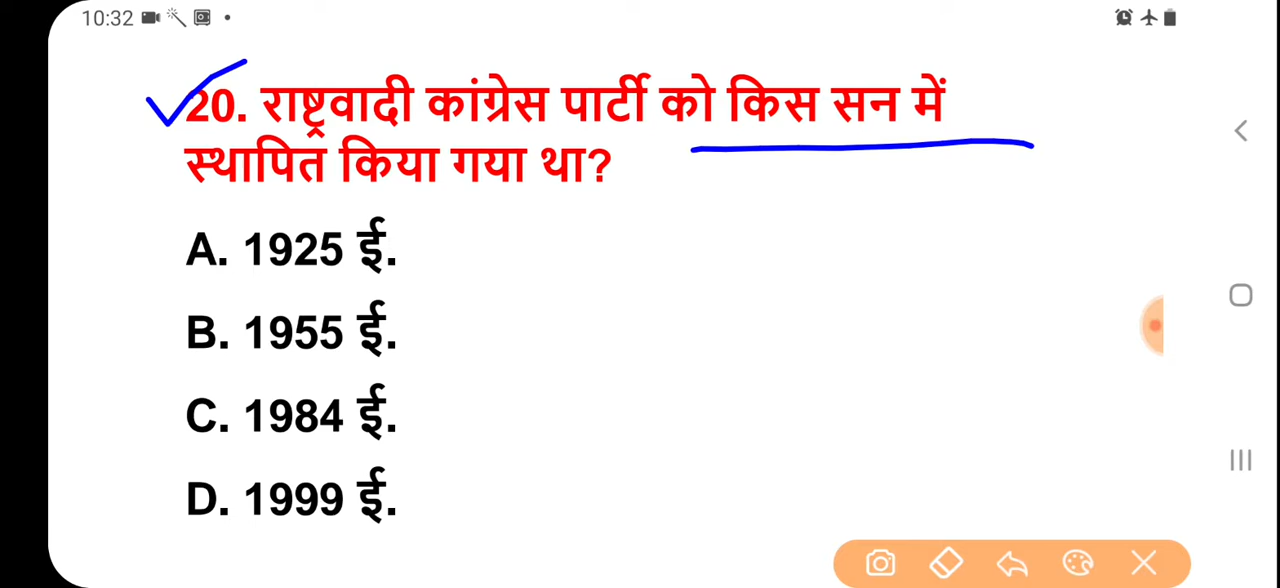 10:32
20. राष्ट्रवादी कांग्रेस पार्टी को किस सन में
स्थापित किया गया था?
A. 1925 ई.
B. 1955 ई.
C. 1984 ई.
D. 1999 ई.